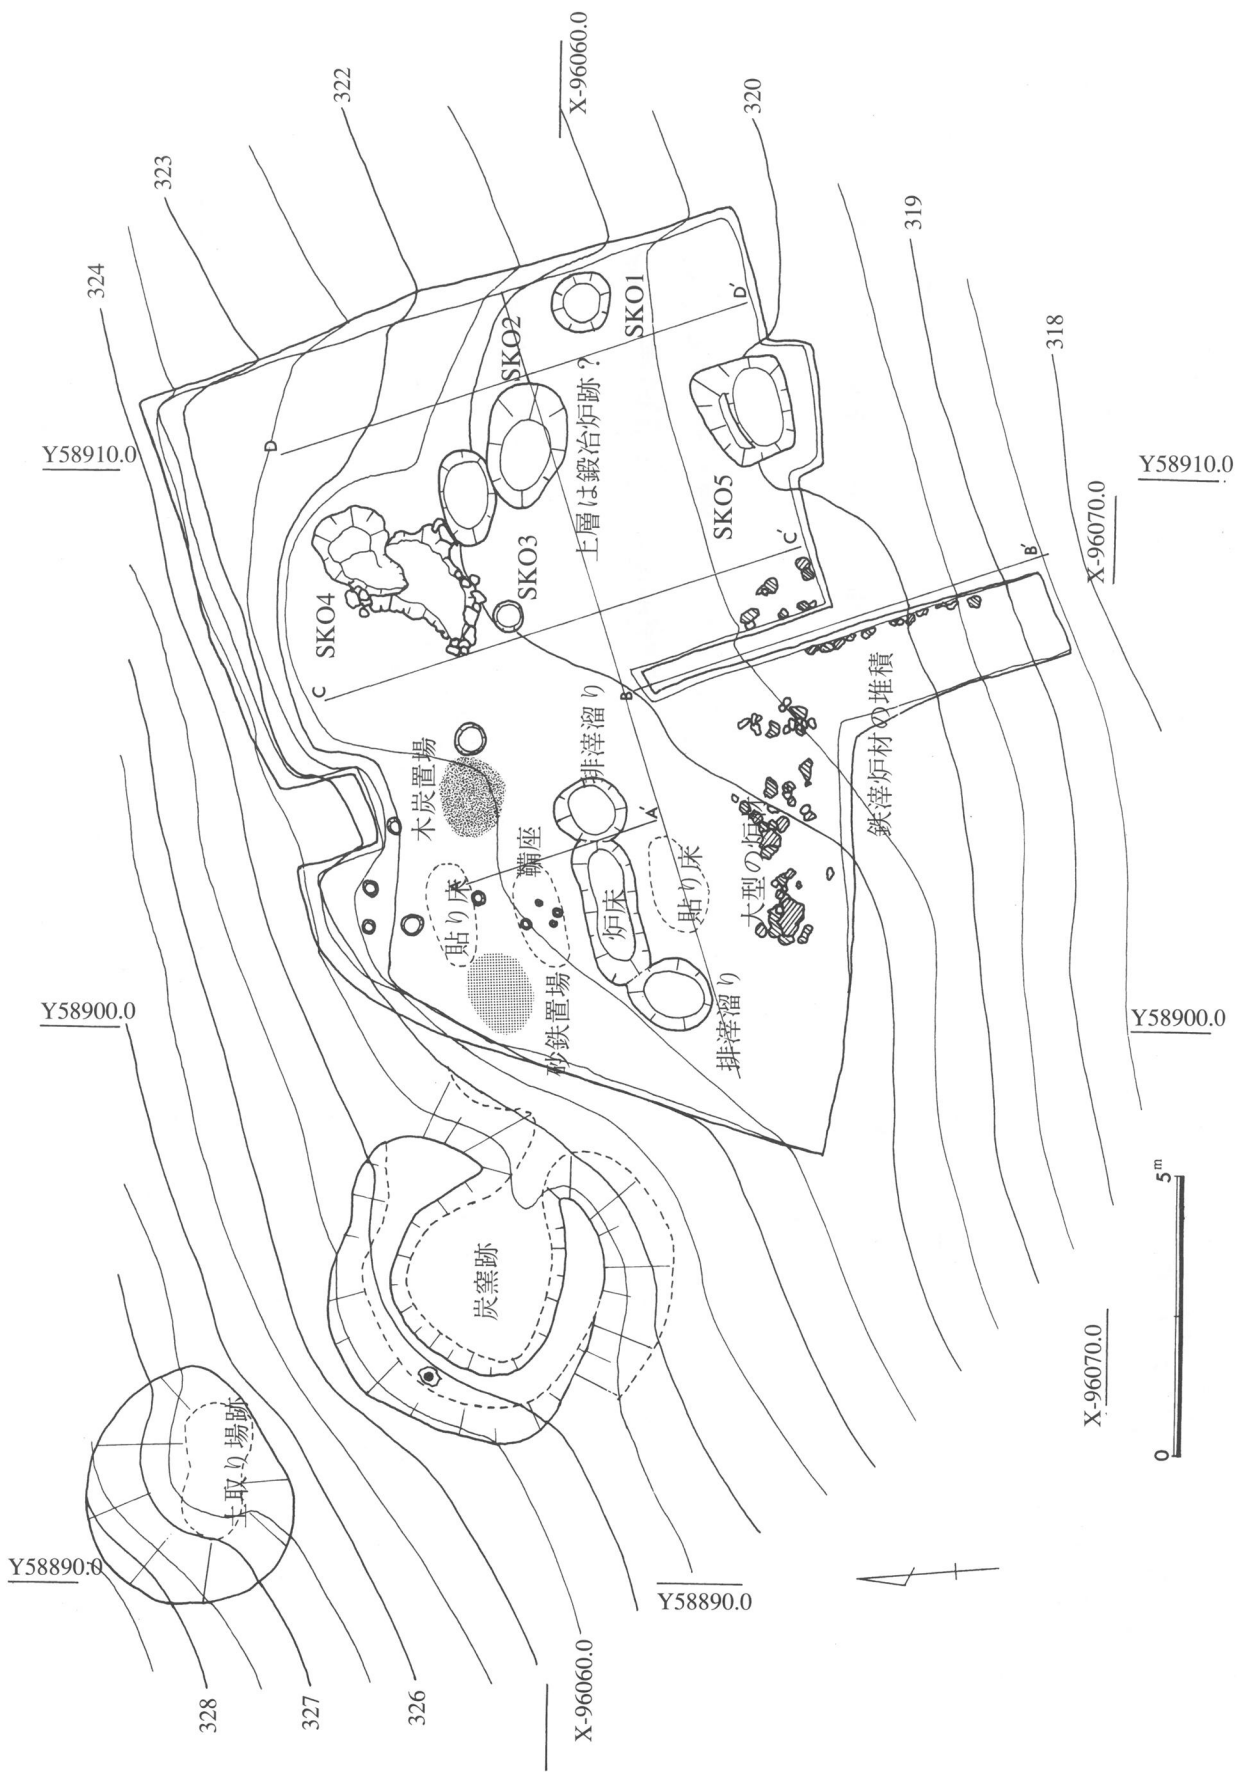 322
X-96060.0
323
320
324
319
318
Y58910.0
Y58910.0
X-96070.0
SKO1
SKO2
D
D´
上層は鍛冶炉跡？
SKO3
SKO4
SKO5
C
C´
B
B´
木炭置場
排滓溜り
鞴座
貼り床
A
A´
炉床
貼り床
大型の炉
鉄滓炉材の堆積
砂鉄置場
排滓溜り
Y58900.0
Y58900.0
炭窯跡
土取り場跡
Y58890.0
Y58890.0
X-96060.0
X-96070.0
328
327
326
0
5m